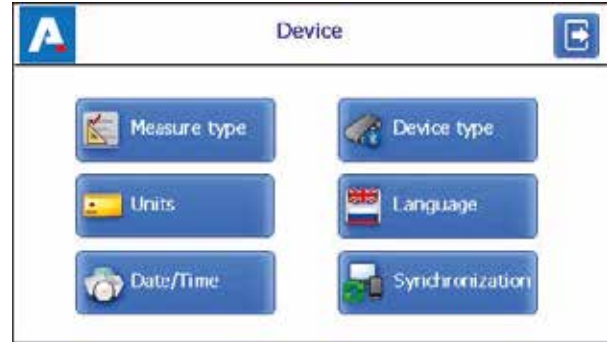 A
Device
Measure type
Device type
Units
Language
Date/Time
Synchronization